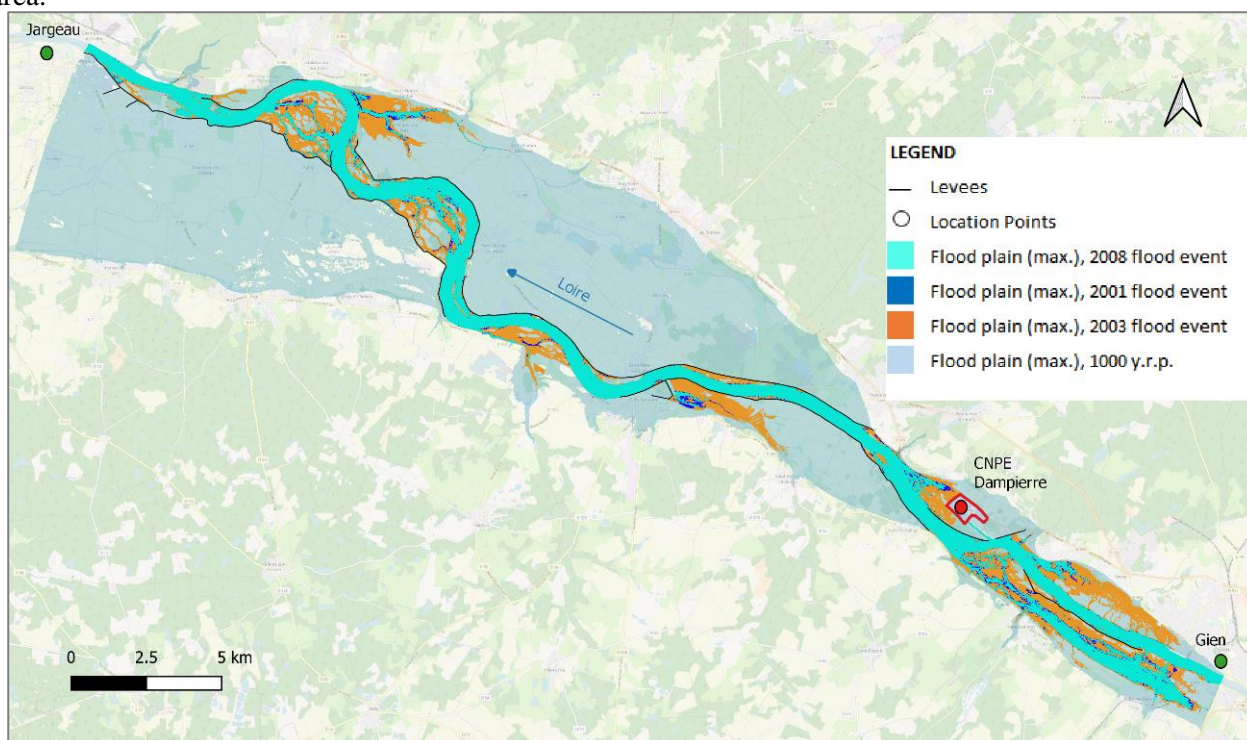 area.
Jargeau
LEGEND
Levees
Location Points
Flood plain (max.), 2008 flood event
Flood plain (max.), 2001 flood event
Flood plain (max.), 2003 flood event
Flood plain (max.), 1000 y.r.p.
Loire
CNPE
Dampierre
Gien
0 2.5 5 km